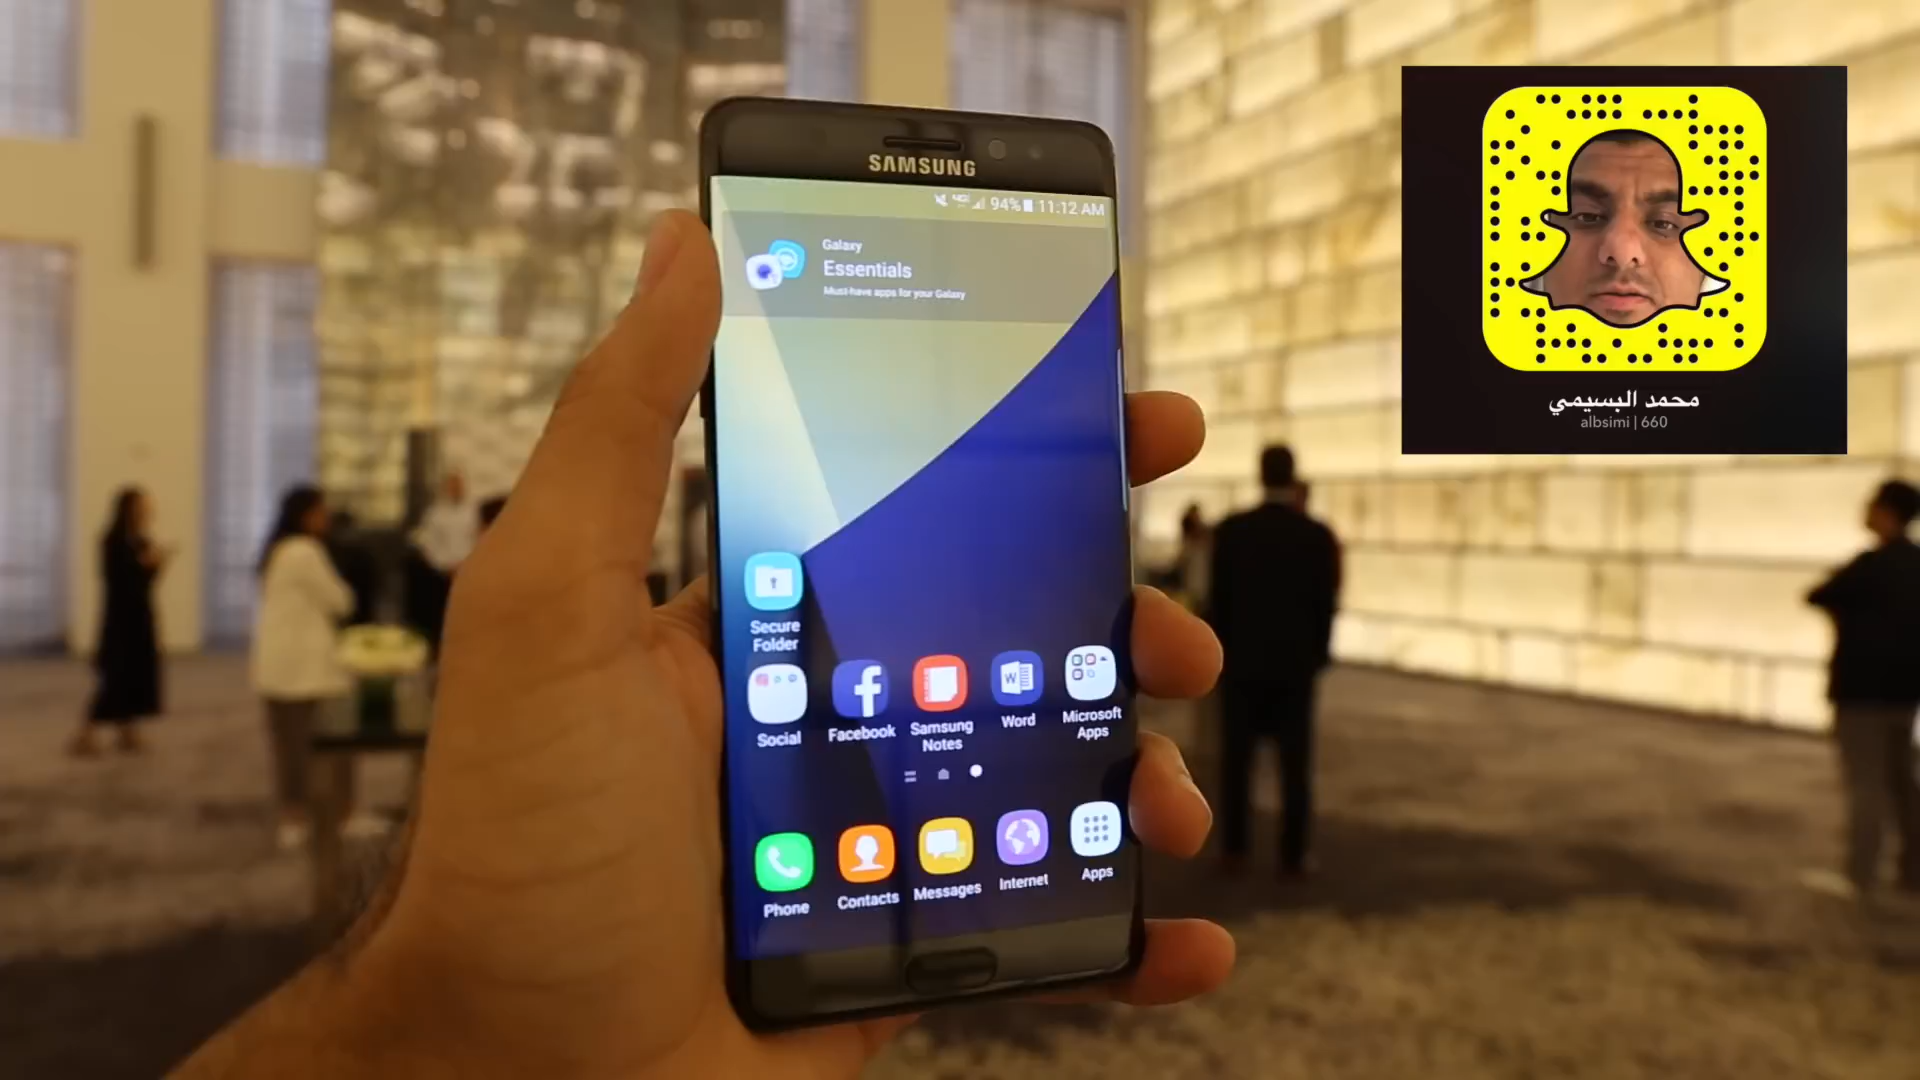 SAMSUNG
94% 11:12 AM
Galaxy
Essentials
Must-have apps for your Galaxy
Secure
Folder
Social
Facebook
Samsung
Notes
W
Word
Microsoft
Apps
Phone
Contacts
Messages
Internet
Apps
محمد البسيمي
albsimi | 660